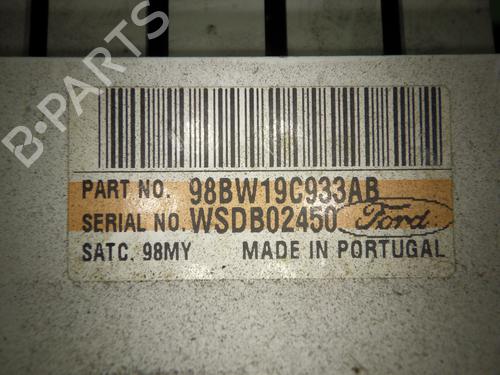 B-PARTS
PART NO. 98BW19C933AB
SERIAL NO. WSDB02450 Ford
SATC. 98MY MADE IN PORTUGAL